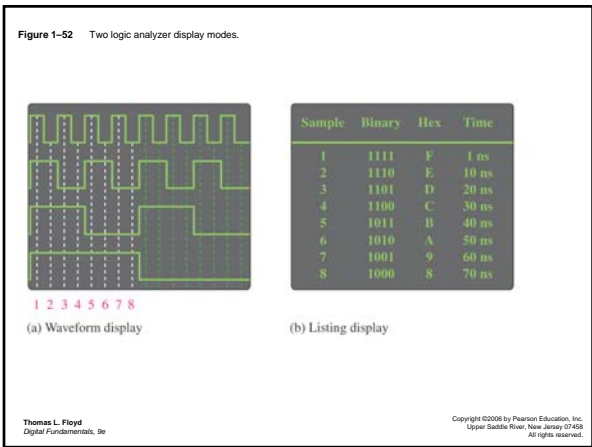 Figure 1–52 Two logic analyzer display modes.
Sample Binary Hex Time
1 1111 F 1 ns
2 1110 E 10 ns
3 1101 D 20 ns
4 1100 C 30 ns
5 1011 B 40 ns
6 1010 A 50 ns
7 1001 9 60 ns
8 1000 8 70 ns
1 2 3 4 5 6 7 8
(a) Waveform display
(b) Listing display
Thomas L. Floyd
Digital Fundamentals, 9e
Copyright ©2006 by Pearson Education, Inc.
Upper Saddle River, New Jersey 07458
All rights reserved.